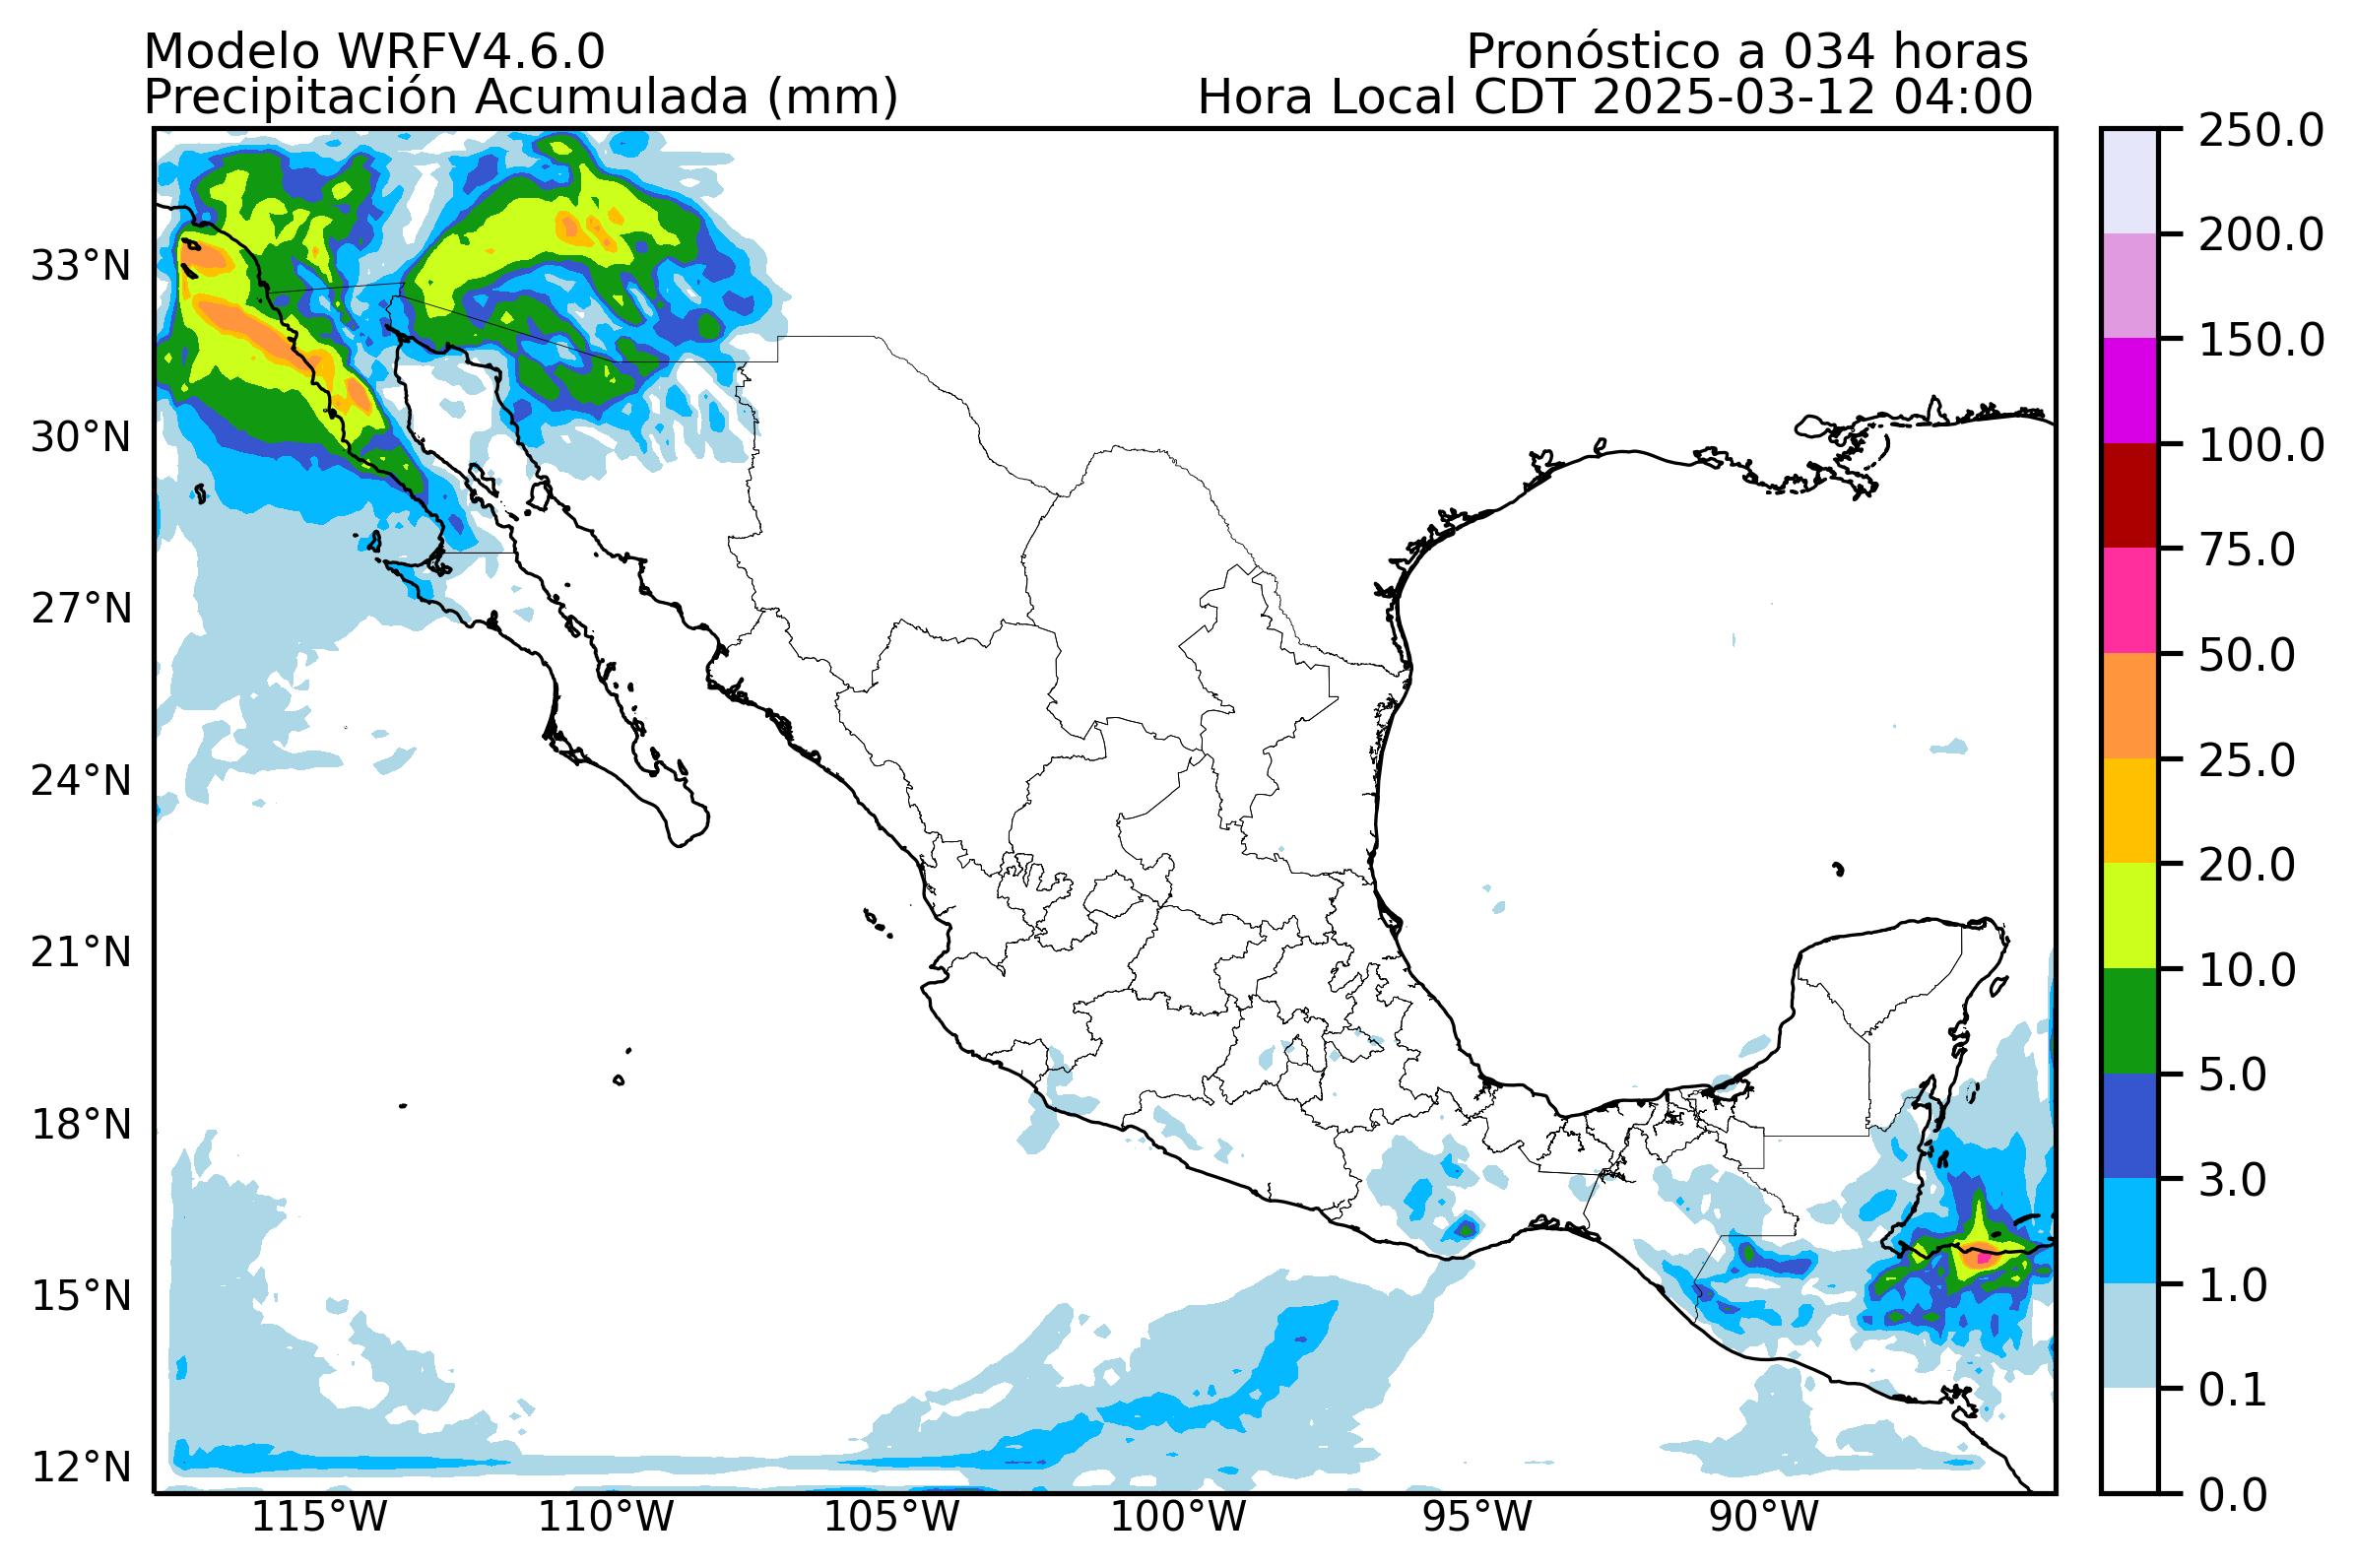 Modelo WRFV4.6.0
Pronóstico a 034 horas
Precipitación Acumulada (mm)
Hora Local CDT 2025-03-12 04:00
33°N
30°N
27°N
24°N
21°N
18°N
15°N
12°N
115°W
110°W
105°W
100°W
95°W
90°W
250.0
200.0
150.0
100.0
75.0
50.0
25.0
20.0
10.0
5.0
3.0
1.0
0.1
0.0